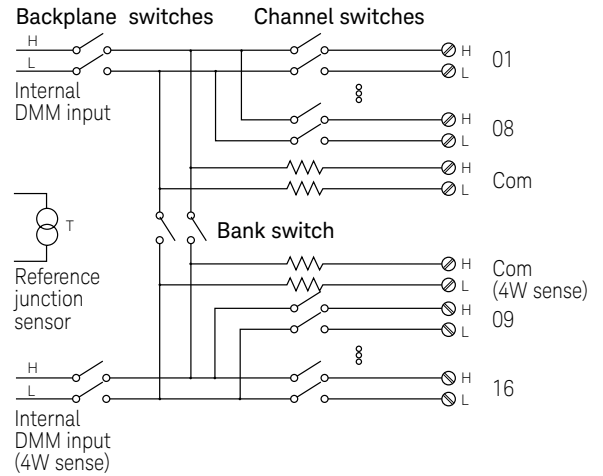 Backplane switches
Channel switches
H
L
Internal
DMM input
H
L
01
H
L
08
H
L
Com
T
Reference
junction
sensor
Bank switch
H
L
Com
(4W sense)
H
L
09
H
L
Internal
DMM input
(4W sense)
H
L
16